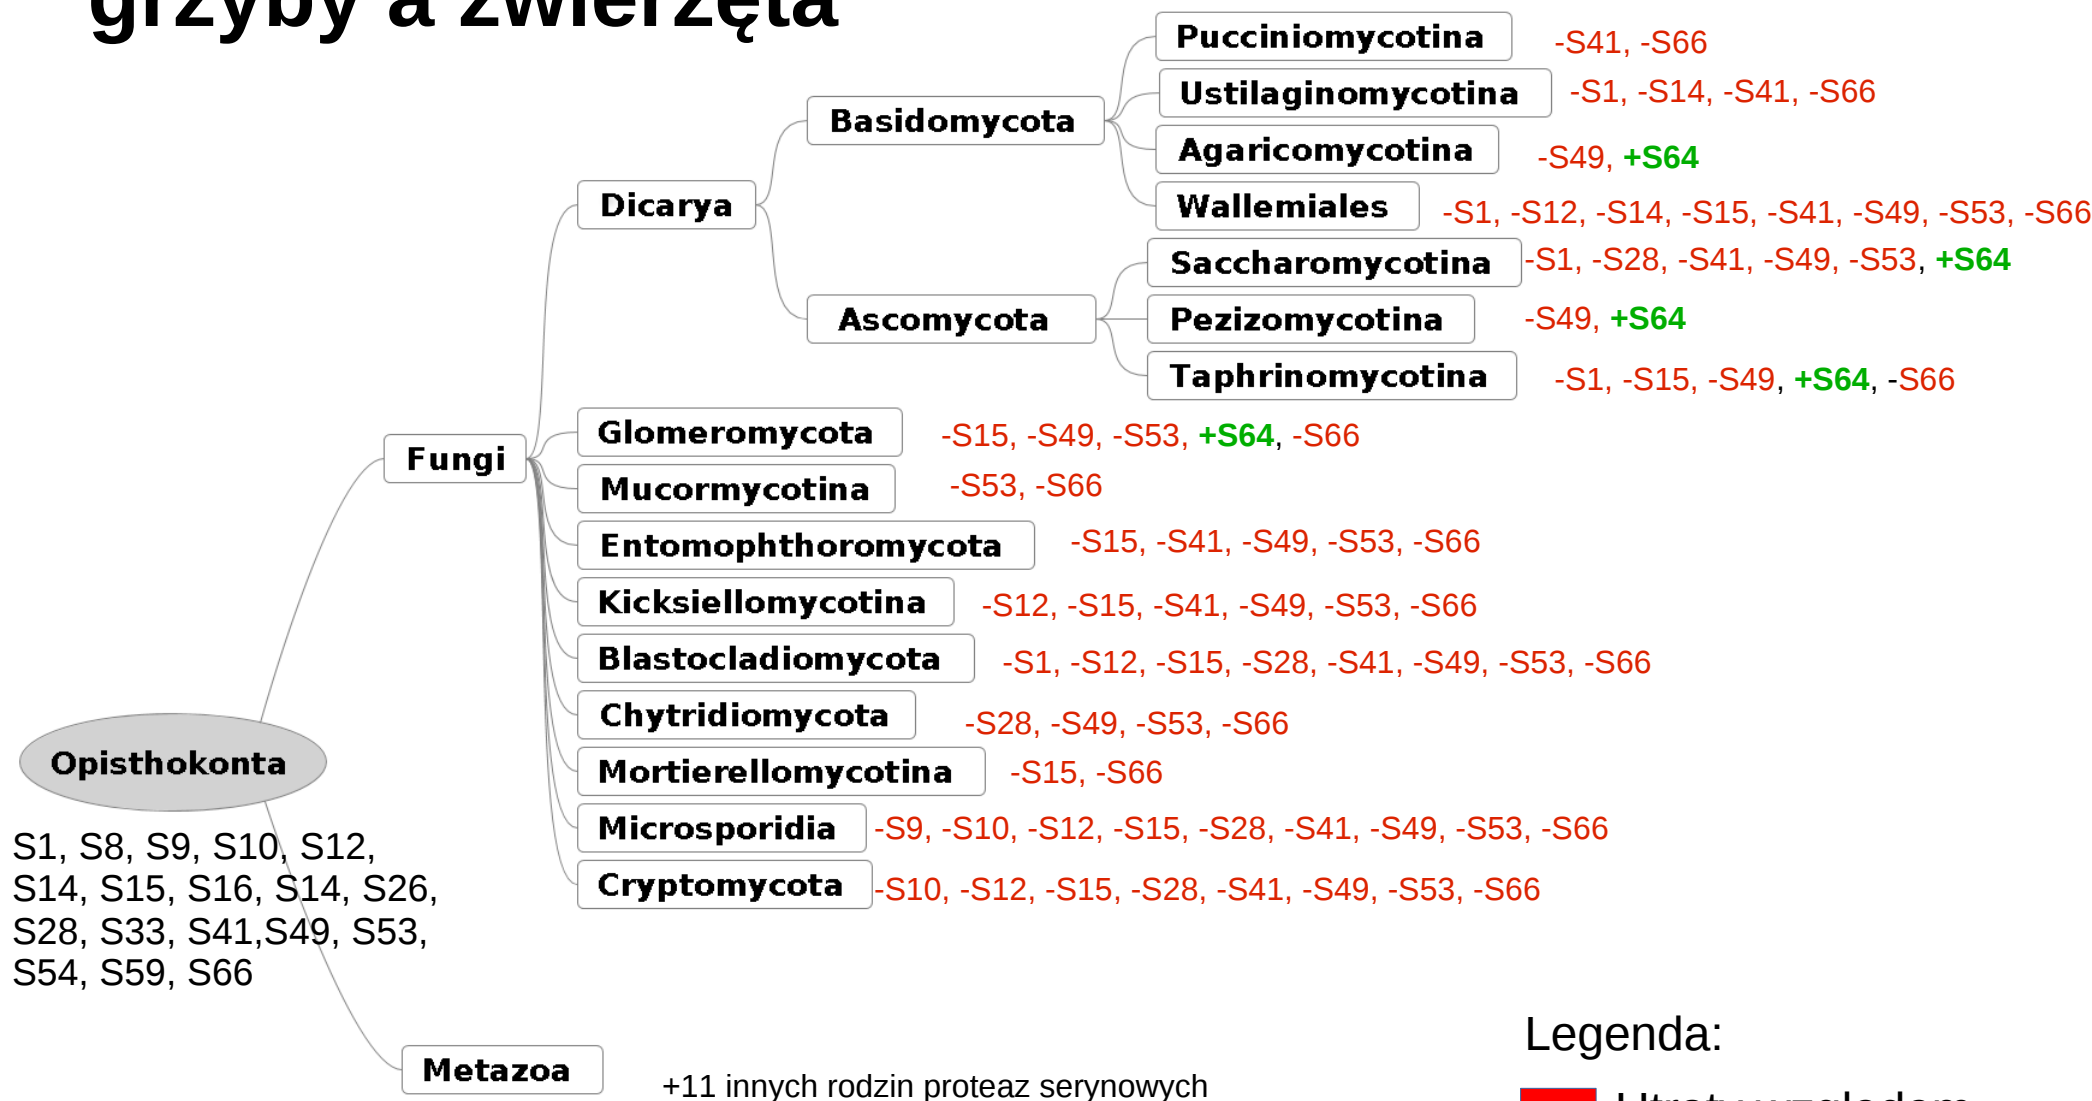 grzyby a zwierzęta
Pucciniomycotina -S41, -S66
Ustilaginomycotina -S1, -S14, -S41, -S66
Basidomycota
Agaricomycotina -S49, +S64
Dicarya
Wallemiales -S1, -S12, -S14, -S15, -S41, -S49, -S53, -S66
Saccharomycotina -S1, -S28, -S41, -S49, -S53, +S64
Ascomycota
Pezizomycotina -S49, +S64
Taphrinomycotina -S1, -S15, -S49, +S64, -S66
Glomeromycota -S15, -S49, -S53, +S64, -S66
Fungi
Mucormycotina -S53, -S66
Entomophthoromycota -S15, -S41, -S49, -S53, -S66
Kicksiellomycotina -S12, -S15, -S41, -S49, -S53, -S66
Blastocladiomycota -S1, -S12, -S15, -S28, -S41, -S49, -S53, -S66
Chytridiomycota -S28, -S49, -S53, -S66
Mortierellomycotina -S15, -S66
Microsporidia -S9, -S10, -S12, -S15, -S28, -S41, -S49, -S53, -S66
Cryptomycota -S10, -S12, -S15, -S28, -S41, -S49, -S53, -S66
Opisthokonta
S1, S8, S9, S10, S12,
S14, S15, S16, S14, S26,
S28, S33, S41,S49, S53,
S54, S59, S66
Metazoa
+11 innych rodzin proteaz serynowych
Legenda:
Utraty względem